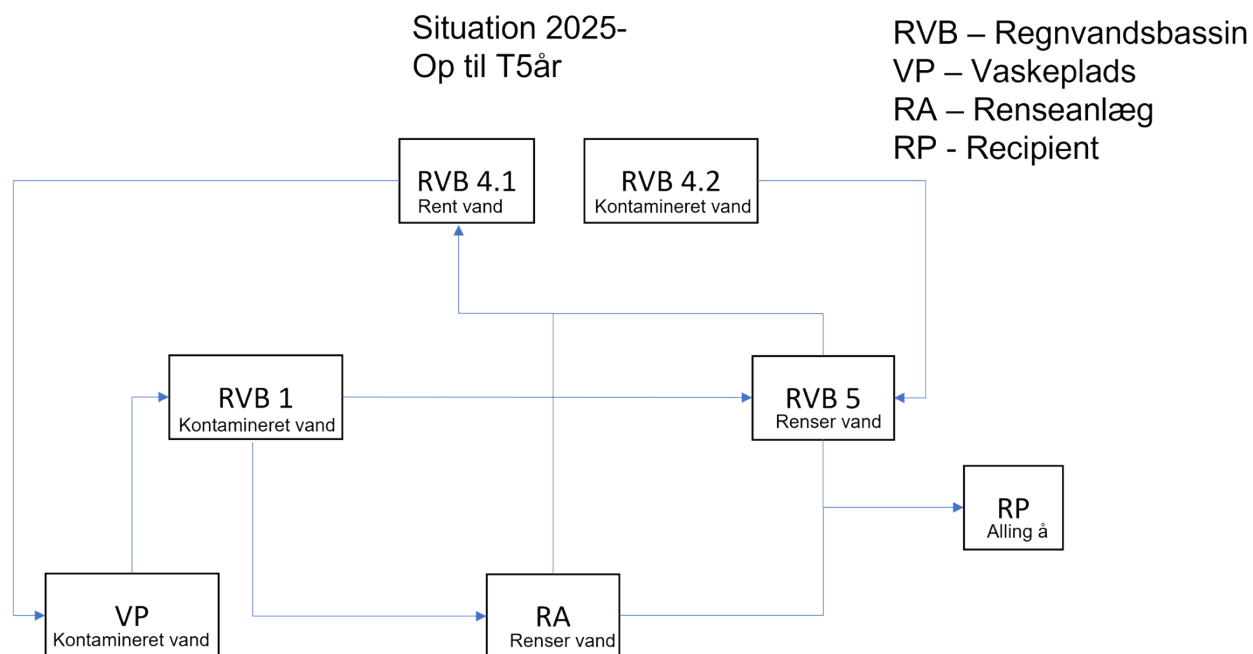 Situation 2025-
Op til T5år
RVB – Regnvandsbassin
VP – Vaskeplads
RA – Renseanlæg
RP - Recipient
RVB 4.1
Rent vand
RVB 4.2
Kontamineret vand
RVB 1
Kontamineret vand
RVB 5
Renser vand
RP
Alling å
VP
Kontamineret vand
RA
Renser vand